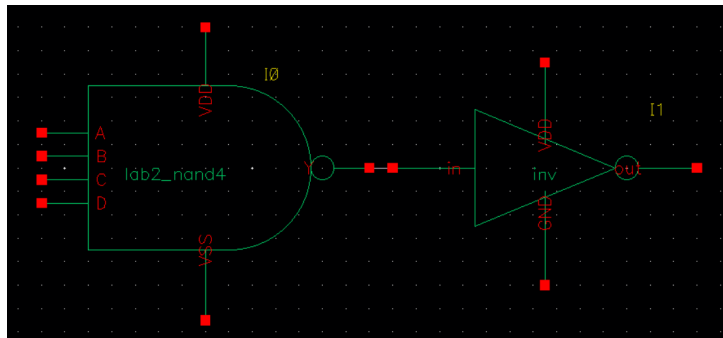 I0
VDD
A
B
C
D
lab2_nand4
Y
VSS
I1
VDD
in
inv
out
GND